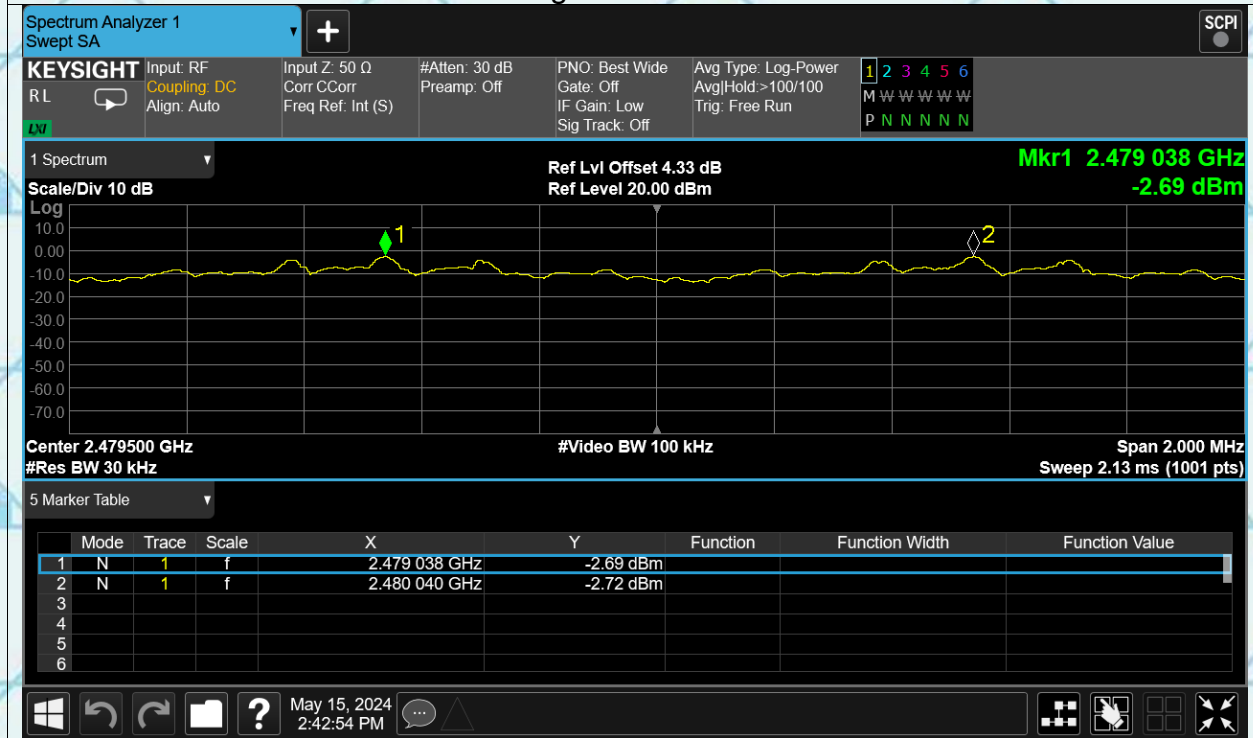 Spectrum Analyzer 1
Swept SA
+
SCPI
KEYSIGHT
RL
LXI
Input: RF
Coupling: DC
Align: Auto
Input Z: 50 Ω
Corr CCorr
Freq Ref: Int (S)
#Atten: 30 dB
Preamp: Off
PNO: Best Wide
Gate: Off
IF Gain: Low
Sig Track: Off
Avg Type: Log-Power
Avg|Hold:>100/100
Trig: Free Run
1 2 3 4 5 6
M W W W W W
P N N N N N
1 Spectrum
Scale/Div 10 dB
Ref Lvl Offset 4.33 dB
Ref Level 20.00 dBm
Mkr1 2.479 038 GHz
-2.69 dBm
Log
10.0
0.00
-10.0
-20.0
-30.0
-40.0
-50.0
-60.0
-70.0
1
2
Center 2.479500 GHz
#Video BW 100 kHz
Span 2.000 MHz
#Res BW 30 kHz
Sweep 2.13 ms (1001 pts)
5 Marker Table
Mode Trace Scale X Y Function Function Width Function Value
1 N 1 f 2.479 038 GHz -2.69 dBm
2 N 1 f 2.480 040 GHz -2.72 dBm
3
4
5
6
?
May 15, 2024
2:42:54 PM